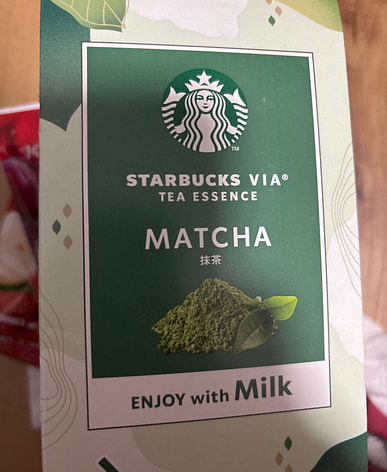 STARBUCKS VIA®
TEA ESSENCE
MATCHA
抹茶
ENJOY with Milk